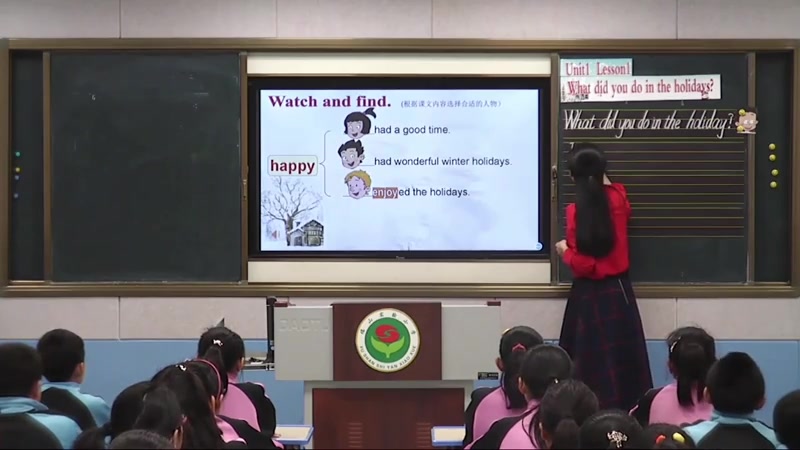 Watch and find. (根据课文内容选择合适的人物)
had a good time.
had wonderful winter holidays.
happy
enjoyed the holidays.
Unit1 Lesson1
What did you do in the holidays?
What did you do in the holiday?